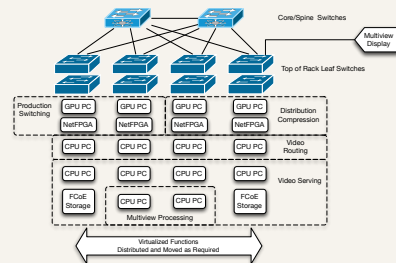 Core/Spine Switches
Multiview
Display
Top of Rack Leaf Switches
Production
Switching
GPU PC GPU PC GPU PC GPU PC
Distribution
Compression
NetFPGA NetFPGA NetFPGA NetFPGA
CPU PC CPU PC CPU PC CPU PC
Video
Routing
CPU PC CPU PC CPU PC CPU PC
Video Serving
FCoE
Storage
CPU PC CPU PC
FCoE
Storage
Multiview Processing
Virtualized Functions
Distributed and Moved as Required